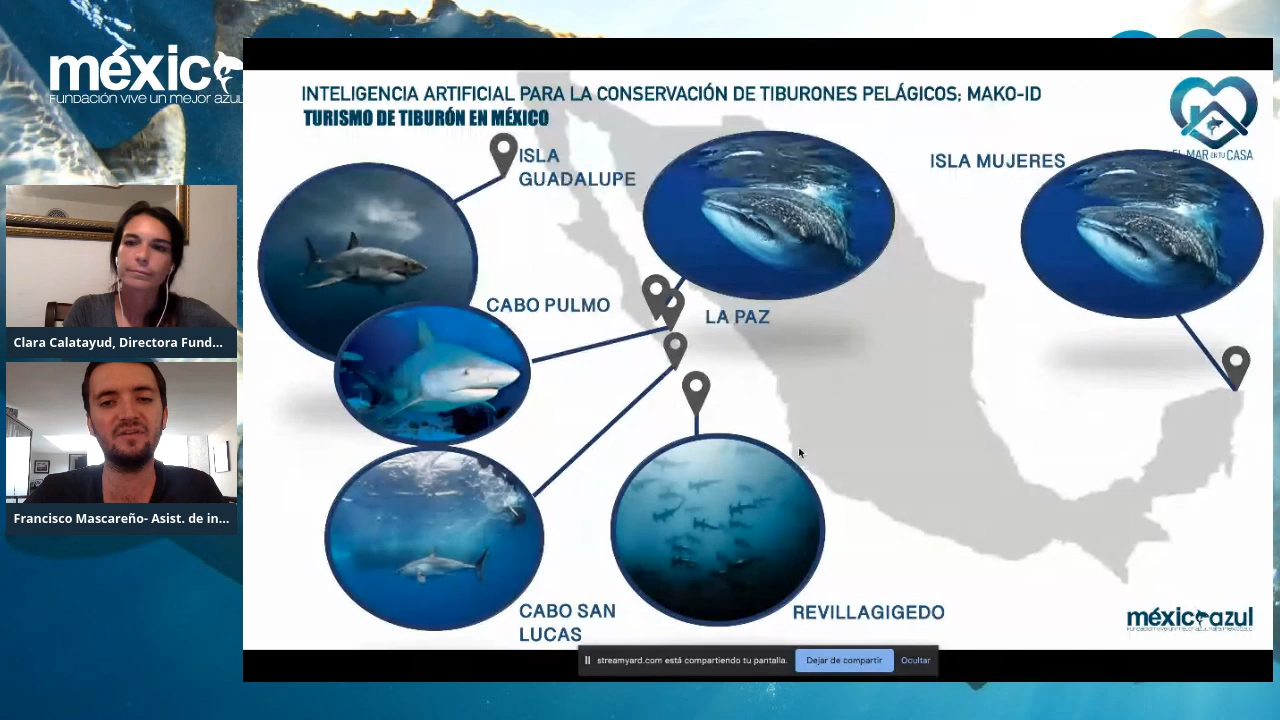 méxico
FUNDACIÓN VIVE UN MEJOR AZUL
INTELIGENCIA ARTIFICIAL PARA LA CONSERVACIÓN DE TIBURONES PELÁGICOS: MAKO-ID
TURISMO DE TIBURÓN EN MÉXICO
EL MAR EN TU CASA
ISLA
GUADALUPE
ISLA MUJERES
CABO PULMO
LA PAZ
CABO SAN
LUCAS
REVILLAGIGEDO
méxicoazul
Clara Calatayud, Directora Fund...
Francisco Mascareño- Asist. de in...
streamyard.com está compartiendo tu pantalla.
Dejar de compartir
Ocultar